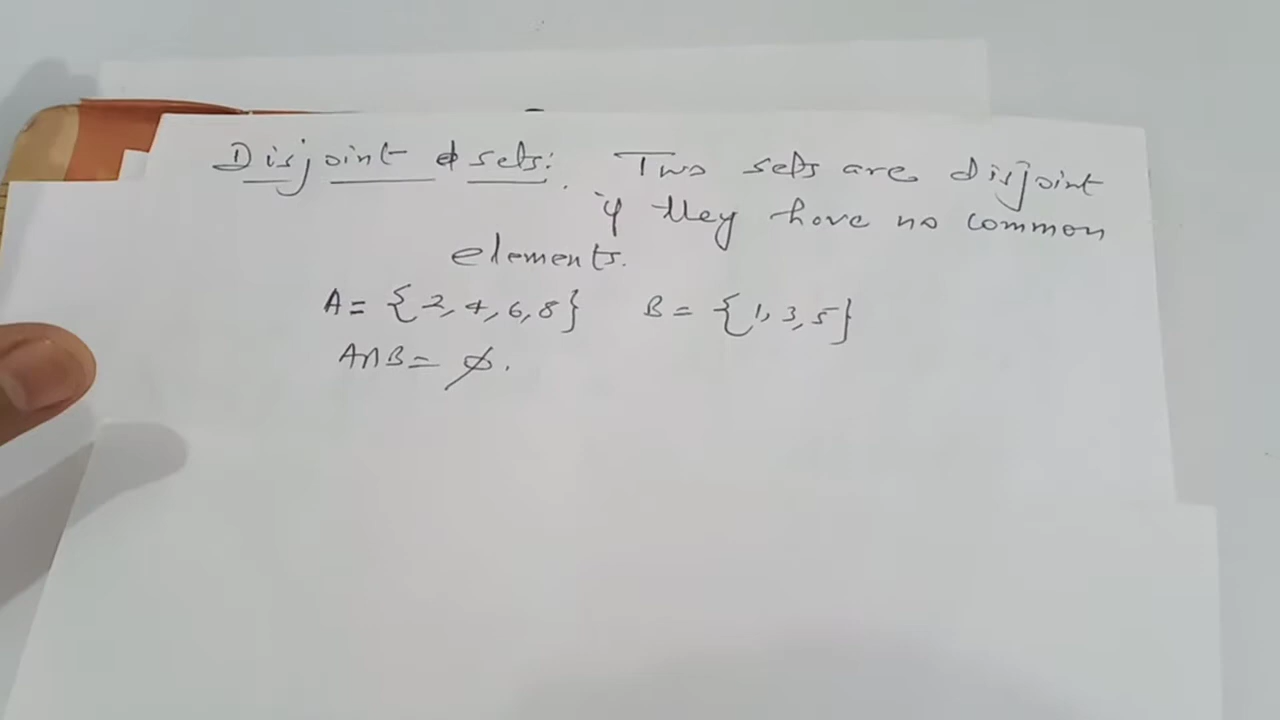 Disjoint sets: Two sets are disjoint
if they have no common
elements.
A = {2, 4, 6, 8} B = {1, 3, 5}
A∩B = ∅.